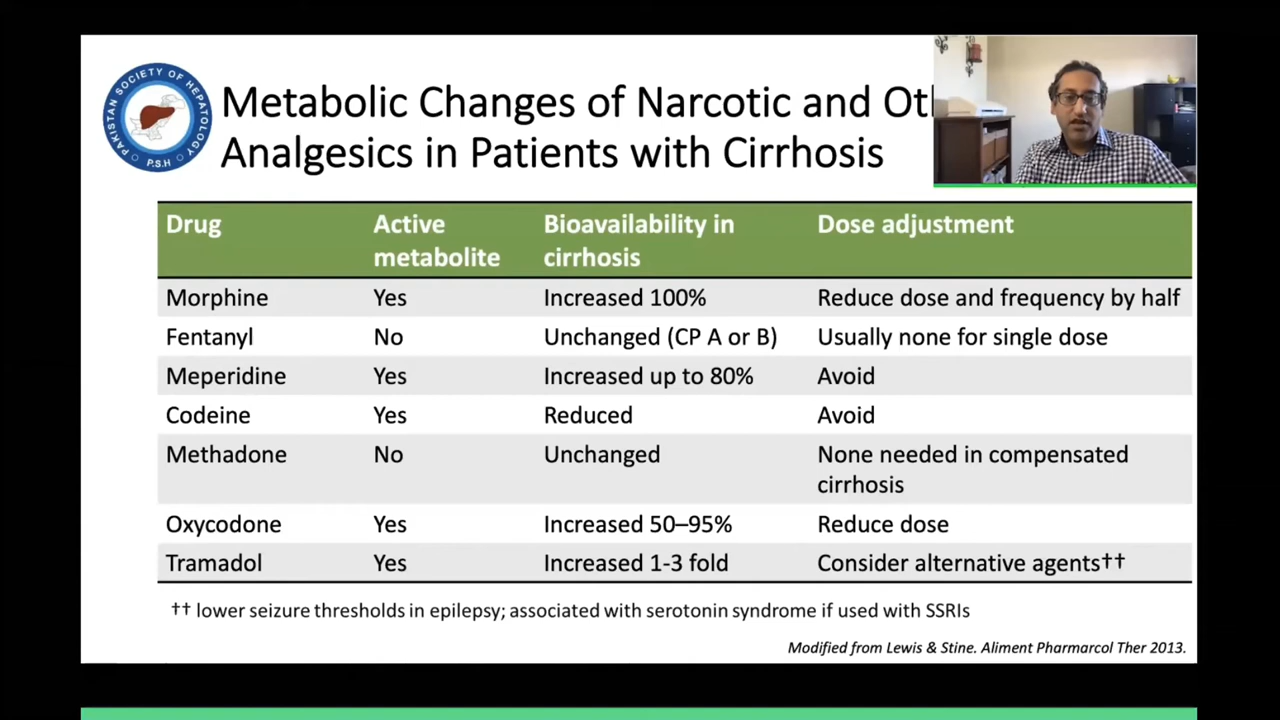 PAKISTAN SOCIETY OF HEPATOLOGY
P.S.H
Metabolic Changes of Narcotic and
Analgesics in Patients with Cirrhosis
Drug Active metabolite Bioavailability in cirrhosis Dose adjustment
Morphine Yes Increased 100% Reduce dose and frequency by half
Fentanyl No Unchanged (CP A or B) Usually none for single dose
Meperidine Yes Increased up to 80% Avoid
Codeine Yes Reduced Avoid
Methadone No Unchanged None needed in compensated cirrhosis
Oxycodone Yes Increased 50–95% Reduce dose
Tramadol Yes Increased 1-3 fold Consider alternative agents††
†† lower seizure thresholds in epilepsy; associated with serotonin syndrome if used with SSRIs
Modified from Lewis & Stine. Aliment Pharmarcol Ther 2013.